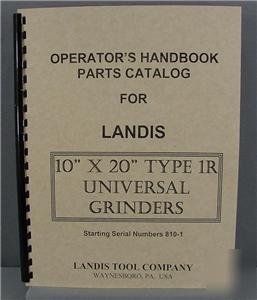 OPERATOR'S HANDBOOK
PARTS CATALOG
FOR
LANDIS
10" X 20" TYPE 1R
UNIVERSAL
GRINDERS
Starting Serial Numbers 810-1
LANDIS TOOL COMPANY
WAYNESBORO, PA. USA